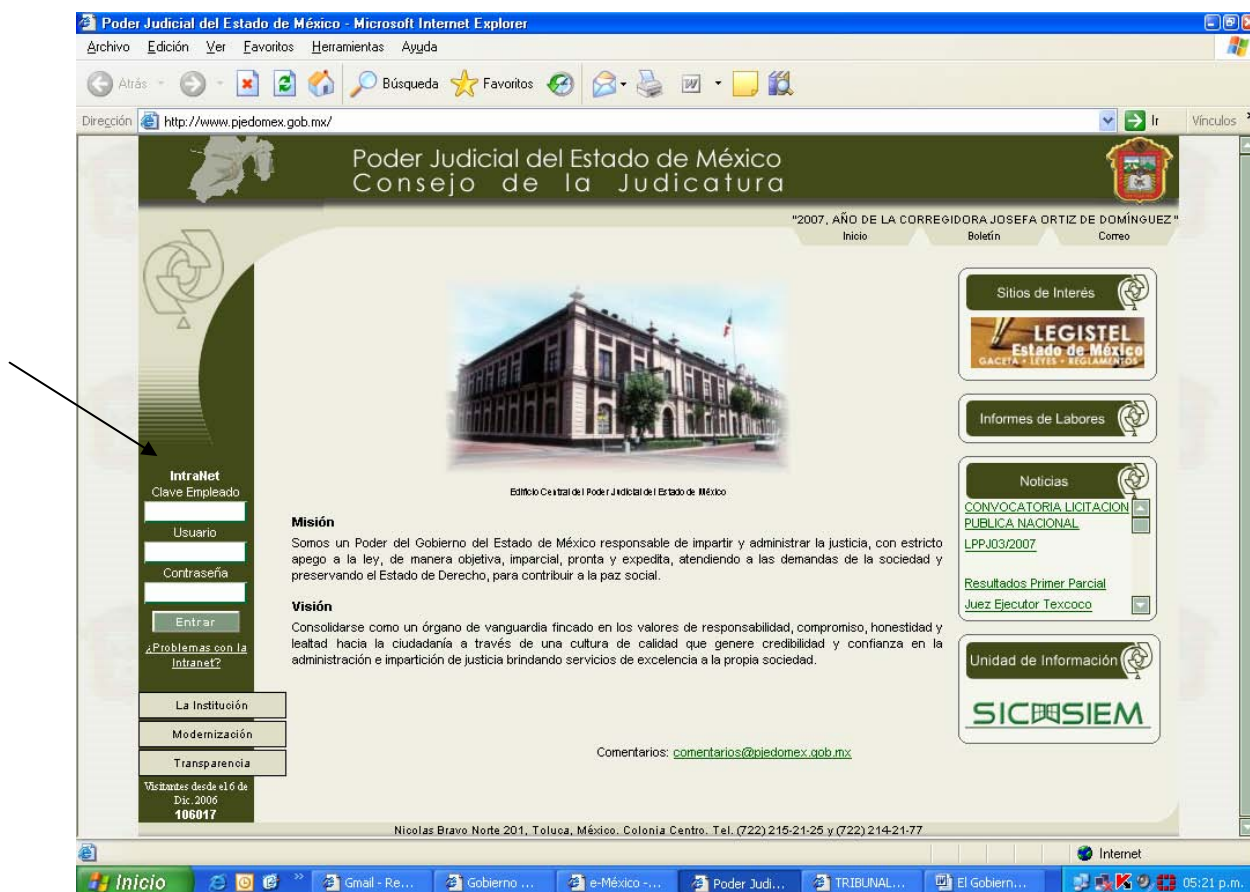 Poder Judicial del Estado de México - Microsoft Internet Explorer
Archivo Edición Ver Favoritos Herramientas Ayuda
Atrás Búsqueda Favoritos
Dirección http://www.pjedomex.gob.mx/ Ir Vínculos
Poder Judicial del Estado de México
Consejo de la Judicatura
"2007, AÑO DE LA CORREGIDORA JOSEFA ORTIZ DE DOMÍNGUEZ"
Inicio Boletín Correo
Sitios de Interés
LEGISTEL
Estado de México
GACETA - LEYES - REGLAMENTOS
Informes de Labores
Noticias
CONVOCATORIA LICITACION
PUBLICA NACIONAL
LPPJ03/2007
Resultados Primer Parcial
Juez Ejecutor Texcoco
Unidad de Información
SICOSIEM
IntraNet
Clave Empleado
Usuario
Contraseña
Entrar
¿Problemas con la
Intranet?
La Institución
Modernización
Transparencia
Visitantes desde el 6 de
Dic.2006
106017
Edificio Central del Poder Judicial del Estado de México
Misión
Somos un Poder del Gobierno del Estado de México responsable de impartir y administrar la justicia, con estricto
apego a la ley, de manera objetiva, imparcial, pronta y expedita, atendiendo a las demandas de la sociedad y
preservando el Estado de Derecho, para contribuir a la paz social.
Visión
Consolidarse como un órgano de vanguardia fincado en los valores de responsabilidad, compromiso, honestidad y
lealtad hacia la ciudadanía a través de una cultura de calidad que genere credibilidad y confianza en la
administración e impartición de justicia brindando servicios de excelencia a la propia sociedad.
Comentarios: comentarios@pjedomex.gob.mx
Nicolas Bravo Norte 201, Toluca, México. Colonia Centro. Tel. (722) 215-21-25 y (722) 214-21-77
Internet
Inicio Gmail - Re... Gobierno ... e-México -... Poder Judi... TRIBUNAL... El Gobiern... 05:21 p.m.